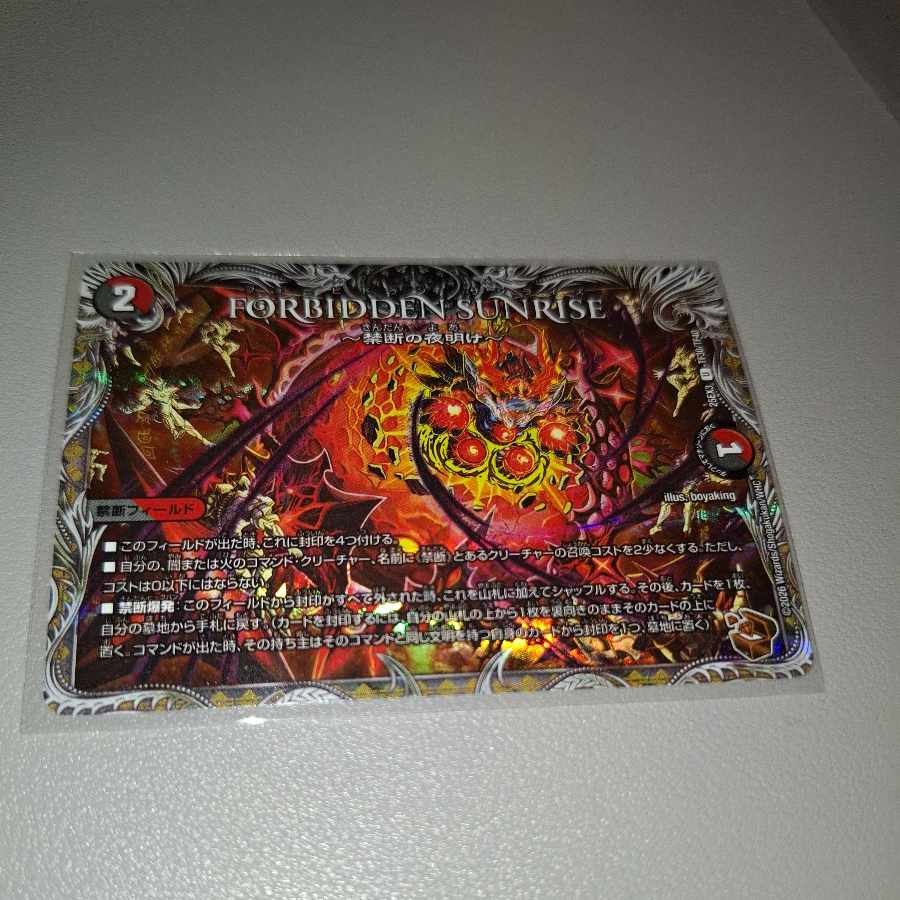 2
FORBIDDEN SUNRISE
～禁断の夜明け～
きんだん よあ
25EX1 U TF30/TF40
1
illus. boyaking
禁断フィールド
■このフィールドが出た時、これに封印を4つ付ける。
■自分の、闇または火のコマンド・クリーチャー、名前に《禁断》とあるクリーチャーの召喚コストを2少なくする。ただし、
コストは0以下にはならない。
■禁断爆発：このフィールドから封印がすべて外された時、これを山札に加えてシャッフルする。その後、カードを1枚、
自分の墓地から手札に戻す。(カードを封印するには、自分の山札の上から1枚を裏向きのままそのカードの上に
置く。コマンドが出た時、その持ち主はそのコマンドと同じ文明を持つ自身のカードから封印を1つ、墓地に置く)
©2026 Wizards/Shogakukan/WHC